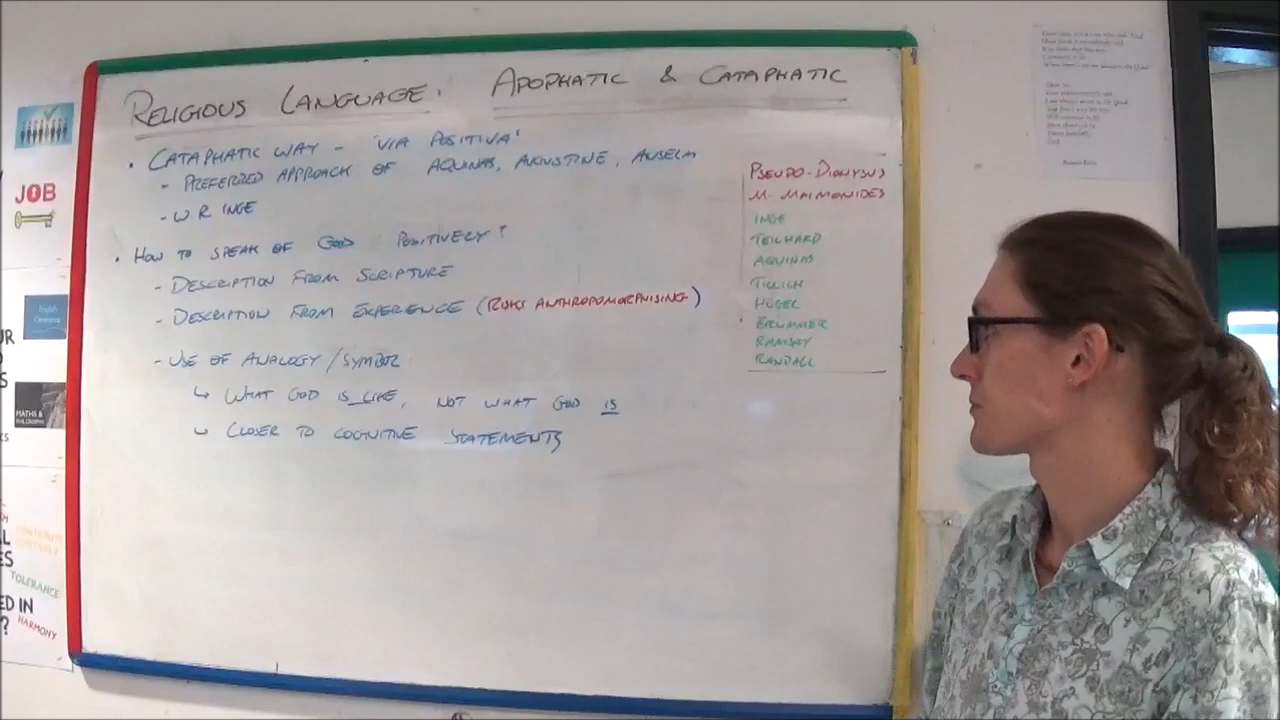 RELIGIOUS LANGUAGE: APOPHATIC & CATAPHATIC
• CATAPHATIC WAY - 'VIA POSITIVA'
- PREFERRED APPROACH OF AQUINAS, AUGUSTINE, ANSELM
- W.R INGE
• HOW TO SPEAK OF GOD POSITIVELY?
- DESCRIPTION FROM SCRIPTURE
- DESCRIPTION FROM EXPERIENCE (RISKS ANTHROPOMORPHISING)
- USE OF ANALOGY/SYMBOL
↳ WHAT GOD IS LIKE, NOT WHAT GOD IS
↳ CLOSER TO COGNITIVE STATEMENTS
PSEUDO-DIONYSUS
M. MAIMONIDES
INGE
TEILHARD
AQUINAS
TILLICH
HÜGEL
BRÜMMER
RAMSEY
RANDALL
JOB
English
MATHS &
PHILOSOPHY
TOLERANCE
ED IN
?
HARMONY